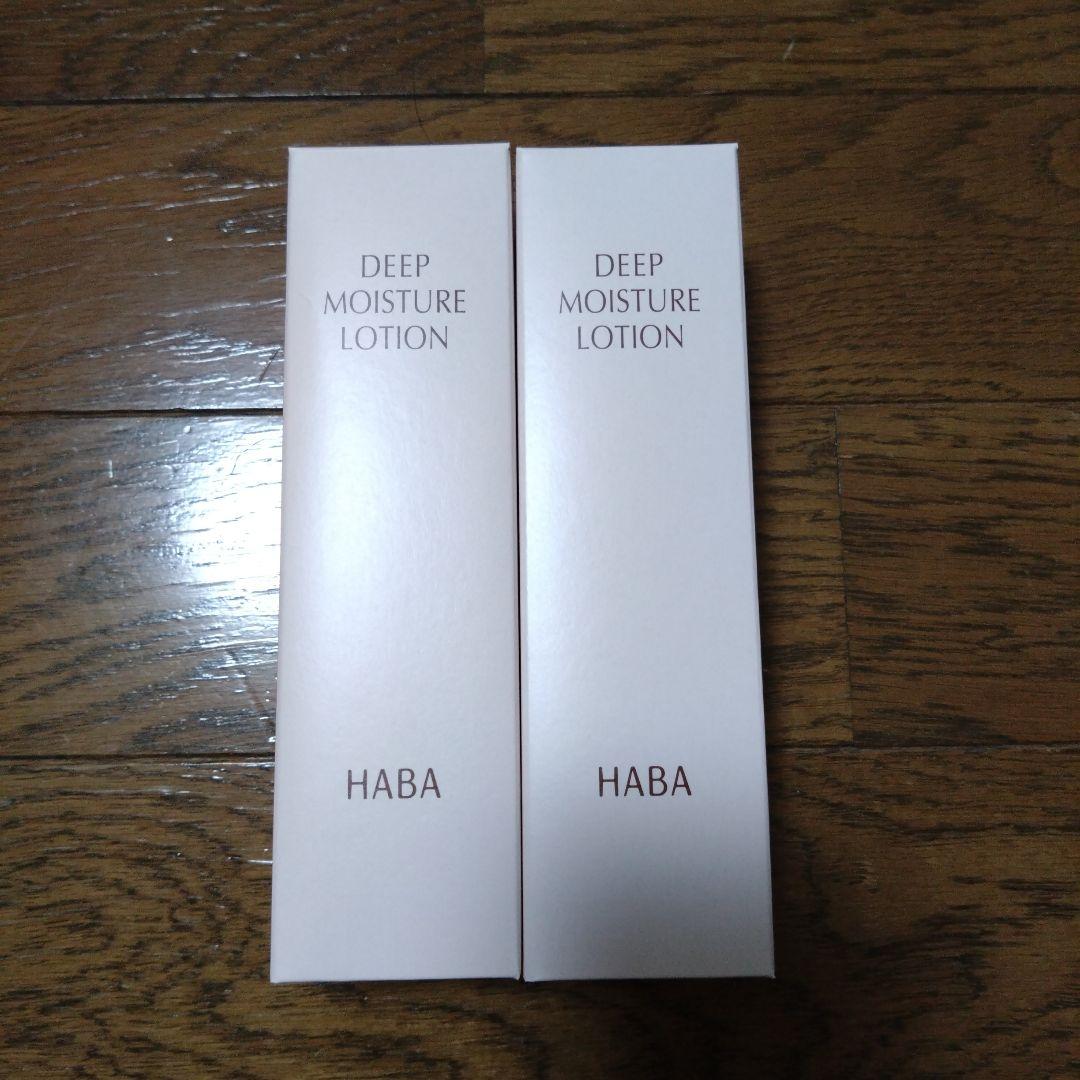 DEEP
MOISTURE
LOTION
HABA
DEEP
MOISTURE
LOTION
HABA